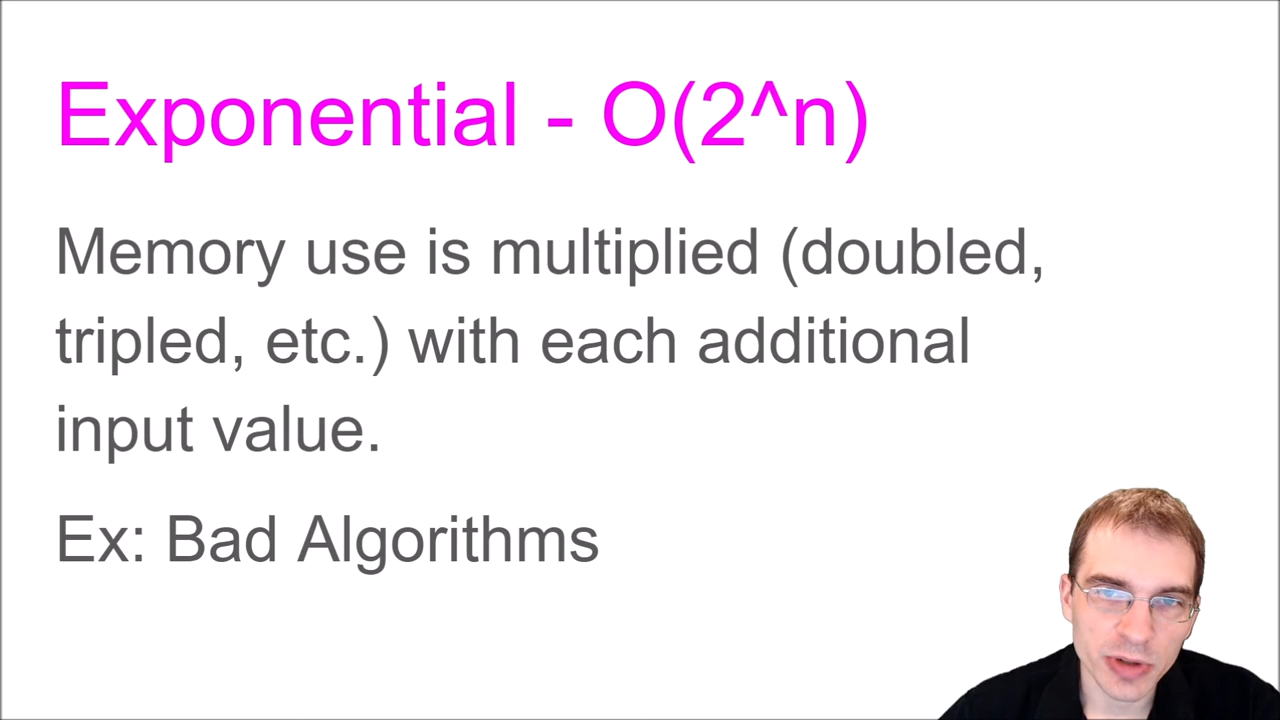 Exponential - O(2^n)
Memory use is multiplied (doubled,
tripled, etc.) with each additional
input value.
Ex: Bad Algorithms